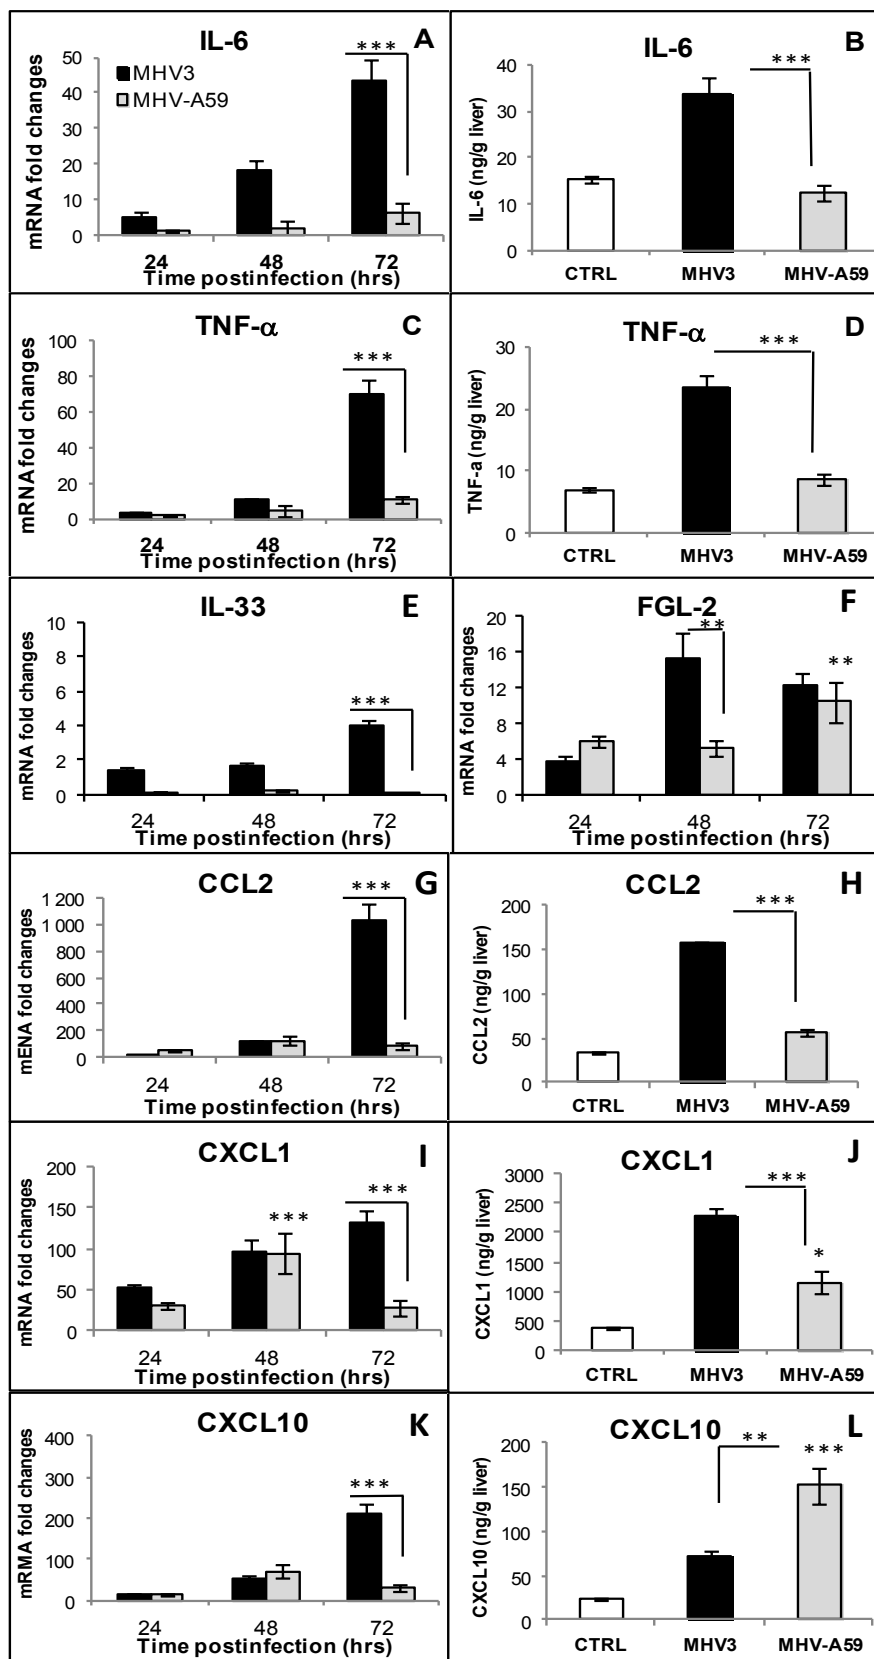 IL-6 A
***
MHV3
MHV-A59
mRNA fold changes
50
40
30
20
10
0
24 48 72
Time postinfection (hrs)
IL-6 B
***
IL-6 (ng/g liver)
40
30
20
10
0
CTRL MHV3 MHV-A59
TNF-α C
***
mRNA fold changes
100
80
60
40
20
0
24 48 72
Time postinfection (hrs)
TNF-α D
***
TNF-a (ng/g liver)
30
20
10
0
CTRL MHV3 MHV-A59
IL-33 E
***
mRNA fold changes
10
8
6
4
2
0
24 48 72
Time postinfection (hrs)
FGL-2 F
**
**
mRNA fold changes
20
16
12
8
4
0
24 48 72
Time postinfection (hrs)
CCL2 G
***
mENA fold changes
1 200
1 000
800
600
400
200
0
24 48 72
Time postinfection (hrs)
CCL2 H
***
CCL2 (ng/g liver)
200
150
100
50
0
CTRL MHV3 MHV-A59
CXCL1 I
***
***
mRNA fold changes
200
150
100
50
0
24 48 72
Time postinfection (hrs)
CXCL1 J
***
*
CXCL1 (ng/g liver)
3000
2500
2000
1500
1000
500
0
CTRL MHV3 MHV-A59
CXCL10 K
***
mRMA fold changes
400
300
200
100
0
24 48 72
Time postinfection (hrs)
CXCL10 L
**
***
CXCL10 (ng/g liver)
200
150
100
50
0
CTRL MHV3 MHV-A59